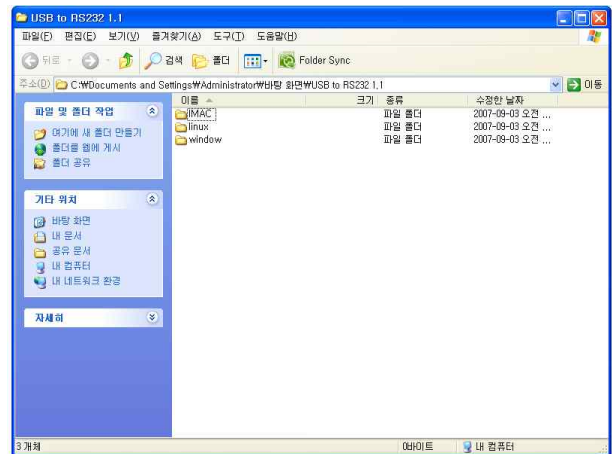 USB to RS232 1.1
파일(F) 편집(E) 보기(V) 즐겨찾기(A) 도구(T) 도움말(H)
뒤로 검색 폴더 Folder Sync
주소(D) C:₩Documents and Settings₩Administrator₩바탕 화면₩USB to RS232 1.1 이동
파일 및 폴더 작업
여기에 새 폴더 만들기
폴더를 웹에 게시
폴더 공유
기타 위치
바탕 화면
내 문서
공유 문서
내 컴퓨터
내 네트워크 환경
자세히
이름 크기 종류 수정한 날짜
IMAC 파일 폴더 2007-09-03 오전 ...
linux 파일 폴더 2007-09-03 오전 ...
window 파일 폴더 2007-09-03 오전 ...
3개체 0바이트 내 컴퓨터